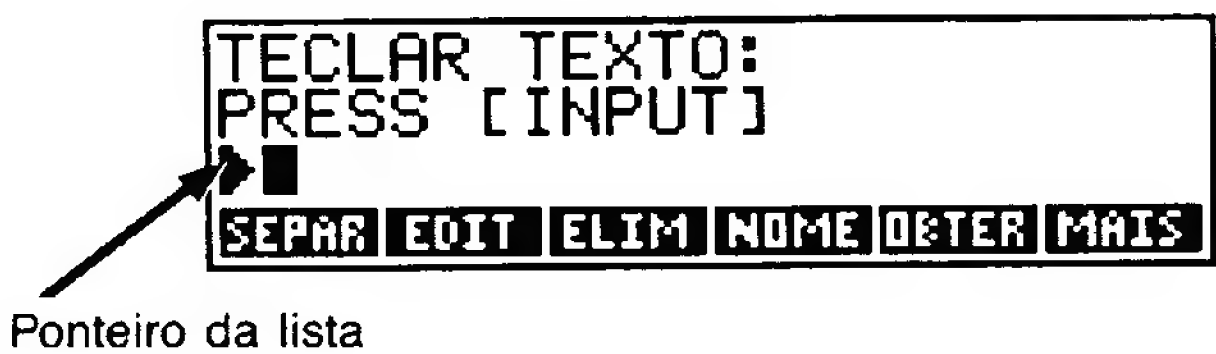 TECLAR TEXTO:
PRESS [INPUT]
SEPAR EDIT ELIM NOME OBTER MAIS
Ponteiro da lista